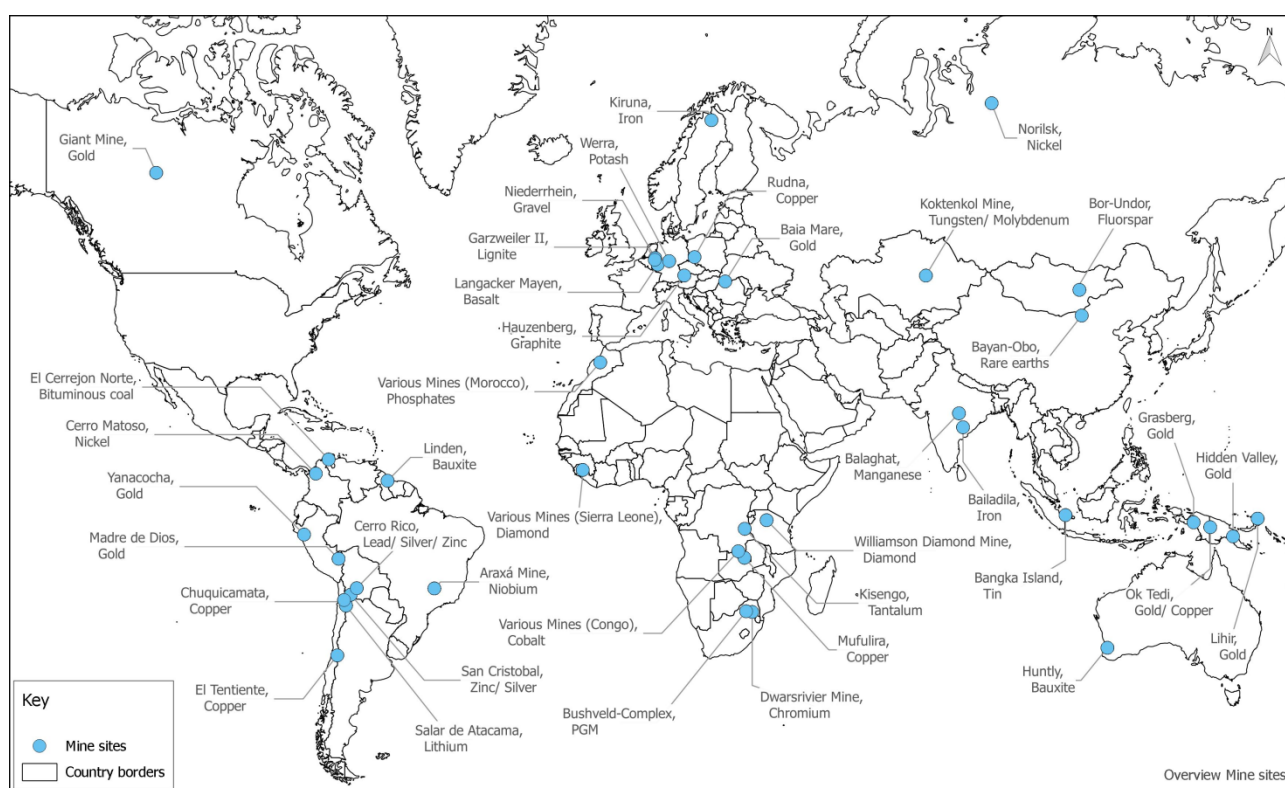 N
Kiruna,
Iron
Norilsk,
Nickel
Giant Mine,
Gold
Werra,
Potash
Niederrhein,
Gravel
Rudna,
Copper
Koktenkol Mine,
Tungsten/ Molybdenum
Bor-Undor,
Fluorspar
Garzweiler II,
Lignite
Baia Mare,
Gold
Langacker Mayen,
Basalt
Hauzenberg,
Graphite
Bayan-Obo,
Rare earths
El Cerrejon Norte,
Bituminous coal
Various Mines (Morocco),
Phosphates
Cerro Matoso,
Nickel
Linden,
Bauxite
Grasberg,
Gold
Hidden Valley,
Gold
Balaghat,
Manganese
Yanacocha,
Gold
Bailadila,
Iron
Various Mines (Sierra Leone),
Diamond
Cerro Rico,
Lead/ Silver/ Zinc
Madre de Dios,
Gold
Williamson Diamond Mine,
Diamond
Bangka Island,
Tin
Araxá Mine,
Niobium
Chuquicamata,
Copper
Kisengo,
Tantalum
Ok Tedi,
Gold/ Copper
Various Mines (Congo),
Cobalt
Mufulira,
Copper
Lihir,
Gold
San Cristobal,
Zinc/ Silver
Huntly,
Bauxite
El Tentiente,
Copper
Dwarsrivier Mine,
Chromium
Bushveld-Complex,
PGM
Salar de Atacama,
Lithium
Key
Mine sites
Country borders
Overview Mine sites